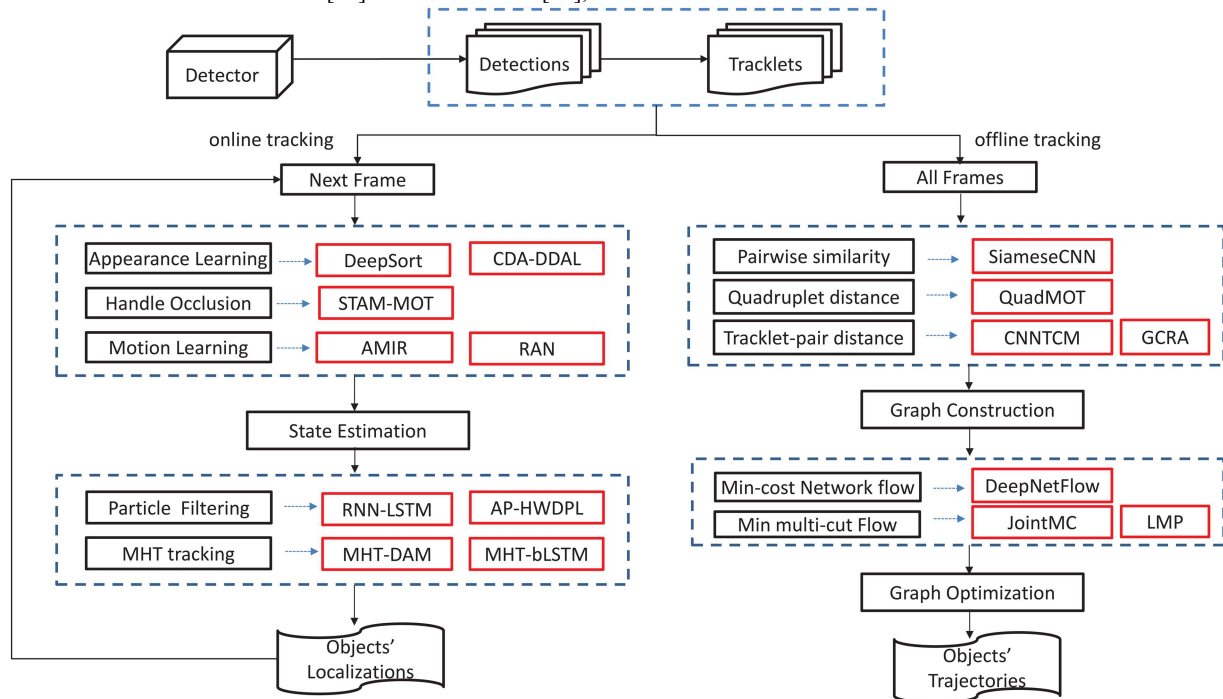 Detector
Detections
Tracklets
online tracking
offline tracking
Next Frame
All Frames
Appearance Learning
DeepSort
CDA-DDAL
Handle Occlusion
STAM-MOT
Motion Learning
AMIR
RAN
Pairwise similarity
SiameseCNN
Quadruplet distance
QuadMOT
Tracklet-pair distance
CNNTCM
GCRA
State Estimation
Graph Construction
Particle Filtering
RNN-LSTM
AP-HWDPL
MHT tracking
MHT-DAM
MHT-bLSTM
Min-cost Network flow
DeepNetFlow
Min multi-cut Flow
JointMC
LMP
Graph Optimization
Objects’
Localizations
Objects’
Trajectories